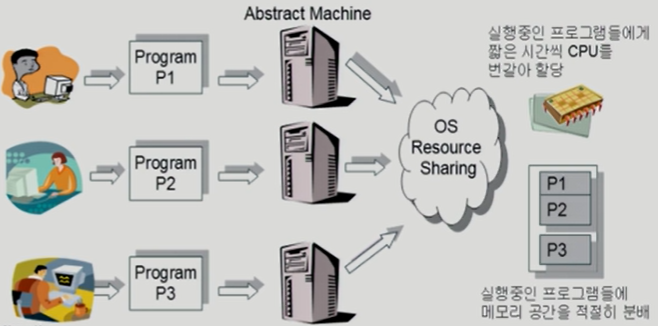 Abstract Machine
Program
P1
Program
P2
Program
P3
OS
Resource
Sharing
실행중인 프로그램들에게
짧은 시간씩 CPU를
번갈아 할당
P1
P2
P3
실행중인 프로그램들에
메모리 공간을 적절히 분배